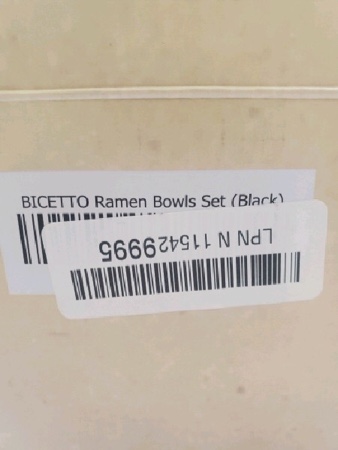 BICETTO Ramen Bowls Set (Black)
LPN N 115429995